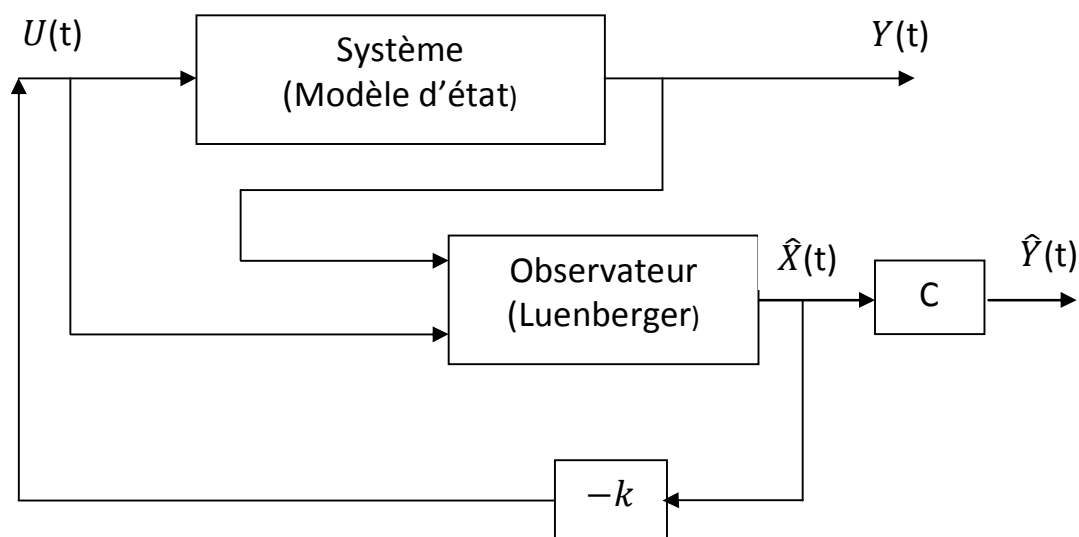 U(t)
Système
(Modèle d'état)
Y(t)
Observateur
(Luenberger)
X̂(t)
C
Ŷ(t)
−k